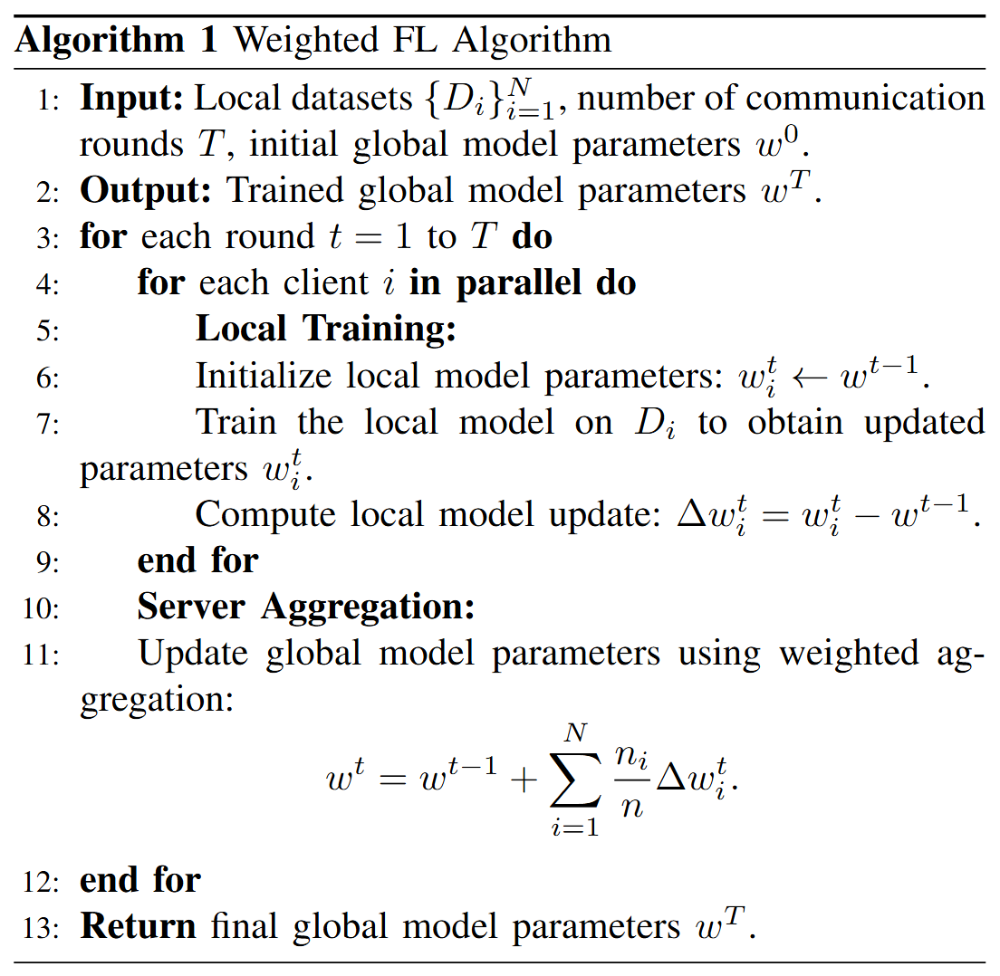 Algorithm 1 Weighted FL Algorithm
1: Input: Local datasets $\{D_i\}_{i=1}^{N}$, number of communication
rounds $T$, initial global model parameters $w^0$.
2: Output: Trained global model parameters $w^T$.
3: for each round $t = 1$ to $T$ do
4: for each client $i$ in parallel do
5: Local Training:
6: Initialize local model parameters: $w_i^t \leftarrow w^{t-1}$.
7: Train the local model on $D_i$ to obtain updated
parameters $w_i^t$.
8: Compute local model update: $\Delta w_i^t = w_i^t - w^{t-1}$.
9: end for
10: Server Aggregation:
11: Update global model parameters using weighted ag-
gregation:
$w^t = w^{t-1} + \sum_{i=1}^{N} \frac{n_i}{n} \Delta w_i^t.$
12: end for
13: Return final global model parameters $w^T$.